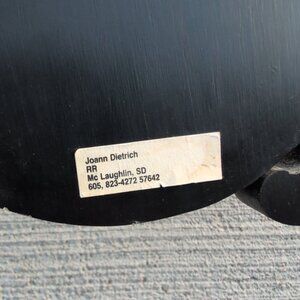 Joann Dietrich
RR
Mc Laughlin, SD
605, 823-4272 57642